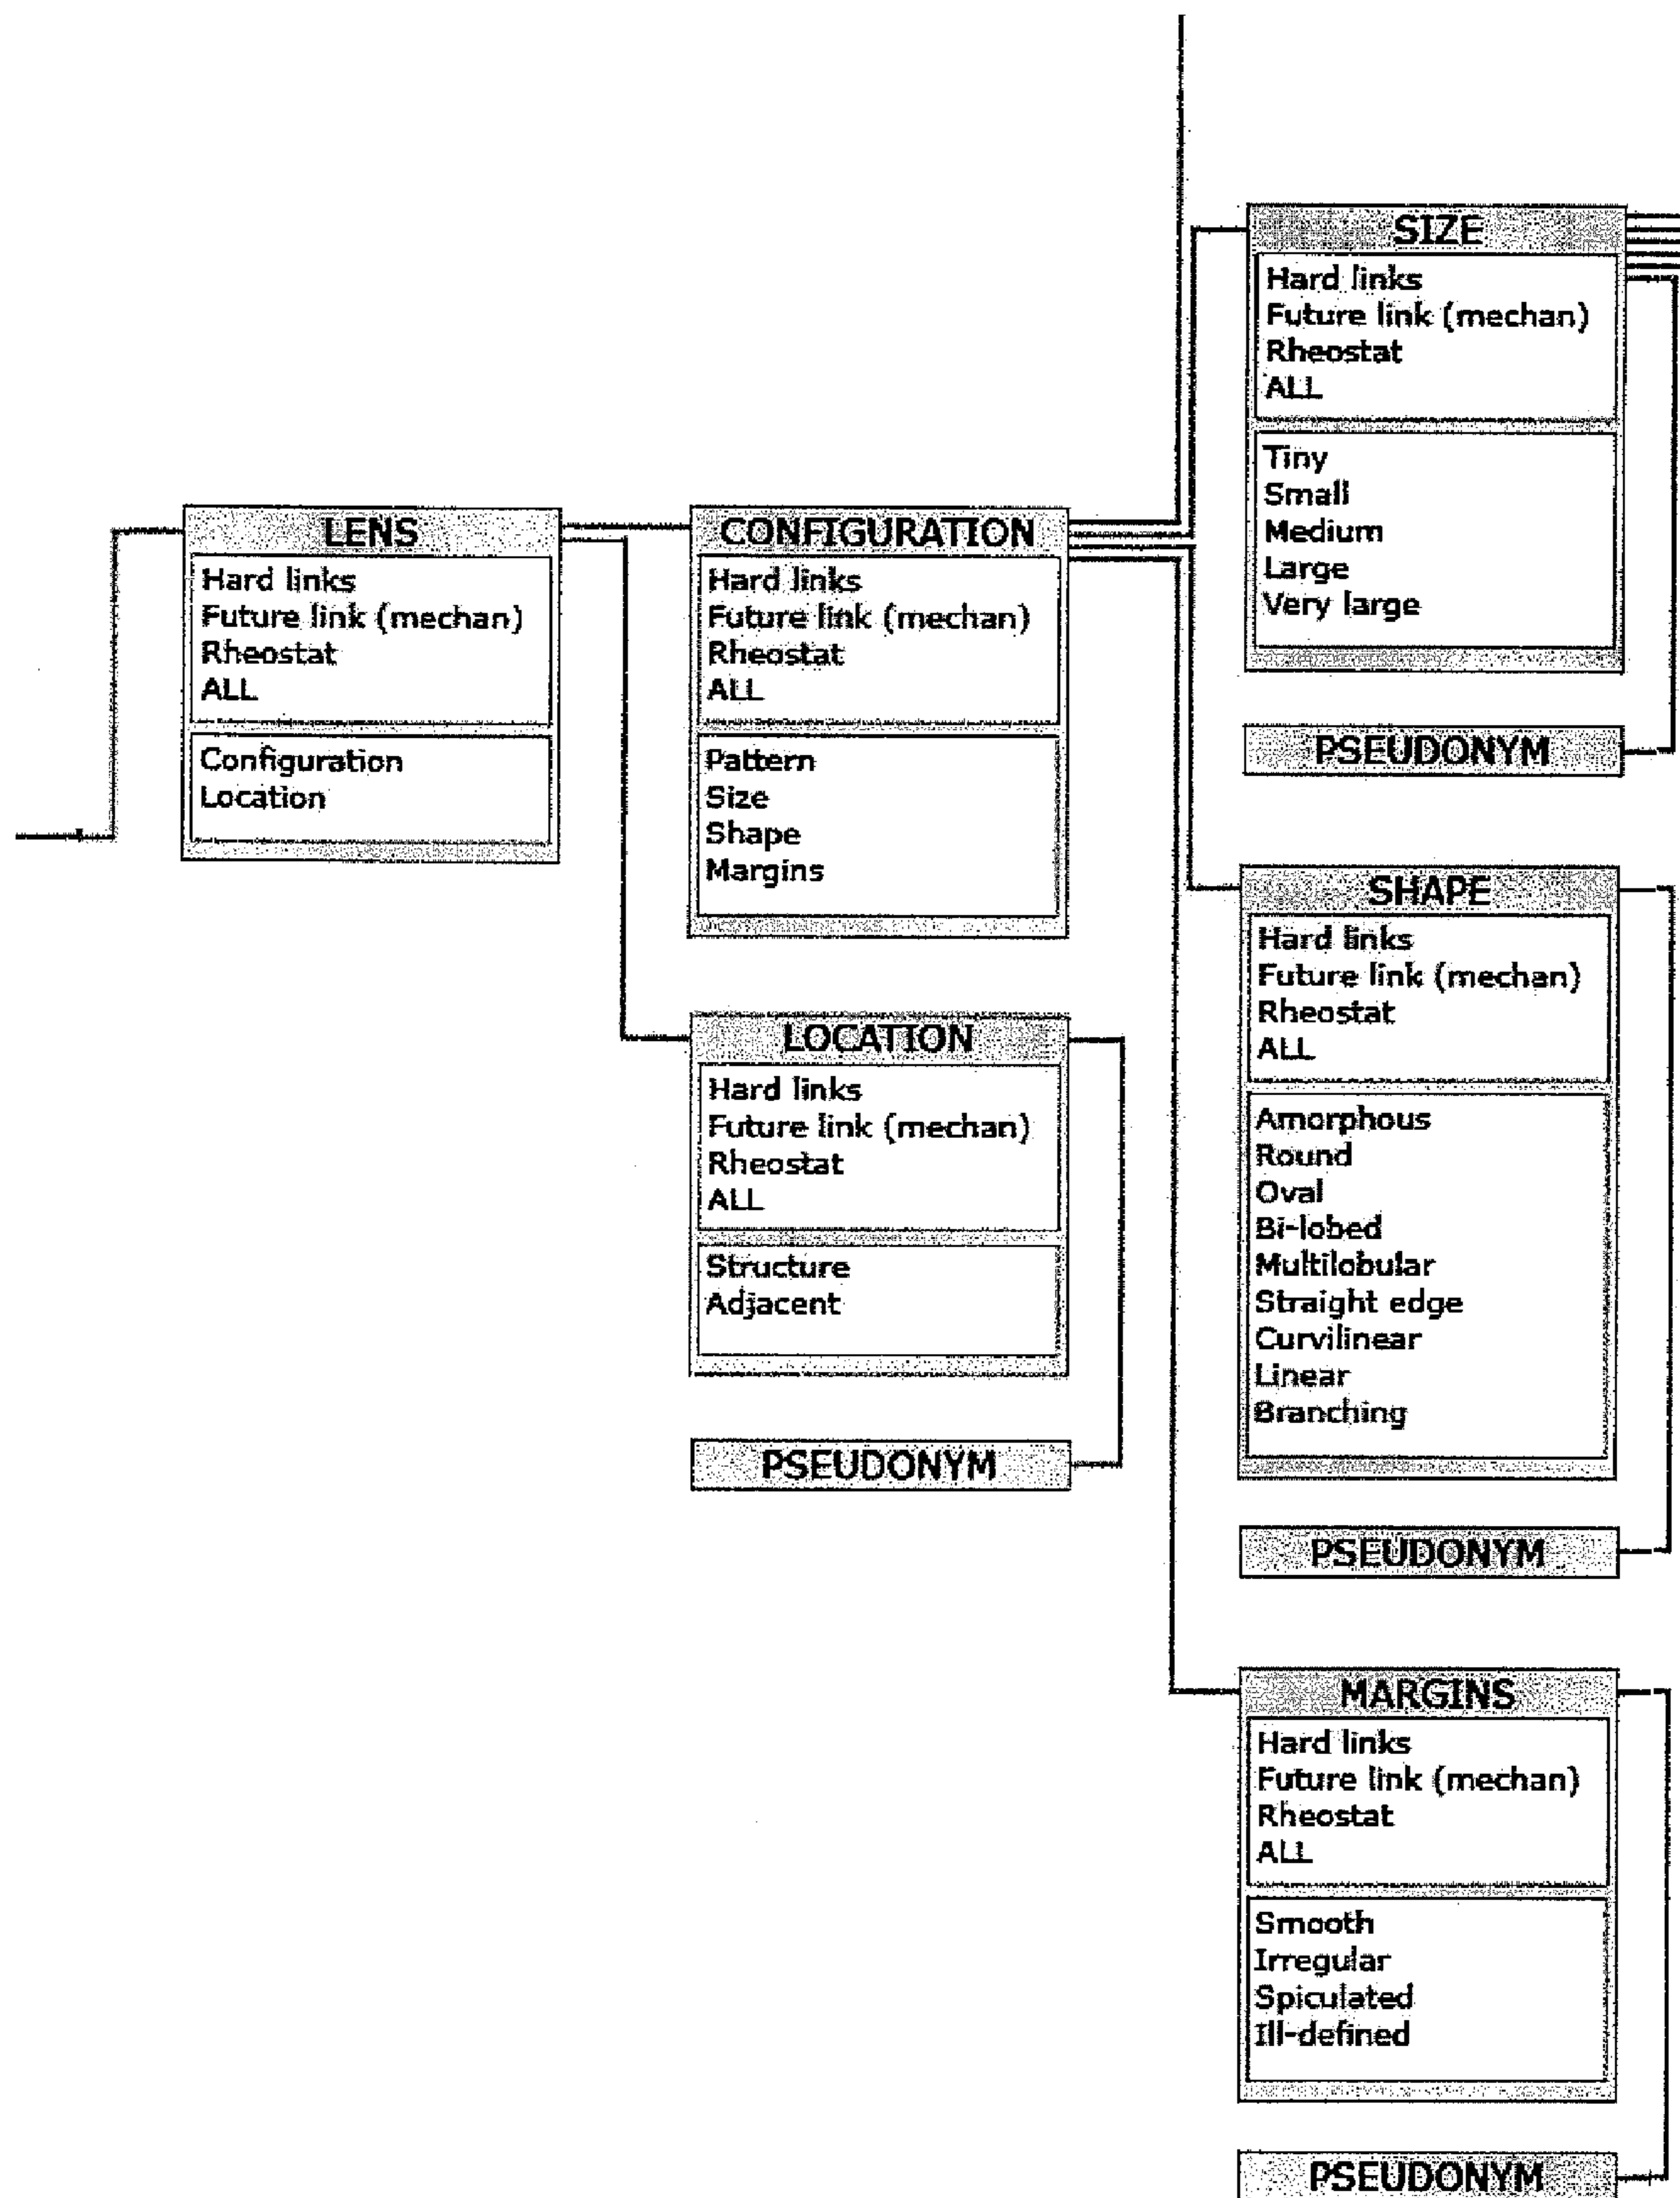 LENS
Hard links
Future link (mechan)
Rheostat
ALL
Configuration
Location
CONFIGURATION
Hard links
Future link (mechan)
Rheostat
ALL
Pattern
Size
Shape
Margins
LOCATION
Hard links
Future link (mechan)
Rheostat
ALL
Structure
Adjacent
PSEUDONYM
SIZE
Hard links
Future link (mechan)
Rheostat
ALL
Tiny
Small
Medium
Large
Very large
PSEUDONYM
SHAPE
Hard links
Future link (mechan)
Rheostat
ALL
Amorphous
Round
Oval
Bi-lobed
Multilobular
Straight edge
Curvilinear
Linear
Branching
PSEUDONYM
MARGINS
Hard links
Future link (mechan)
Rheostat
ALL
Smooth
Irregular
Spiculated
Ill-defined
PSEUDONYM